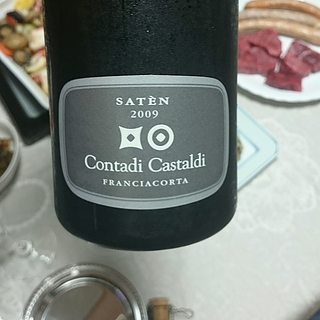 SATÈN
2009
Contadi Castaldi
FRANCIACORTA